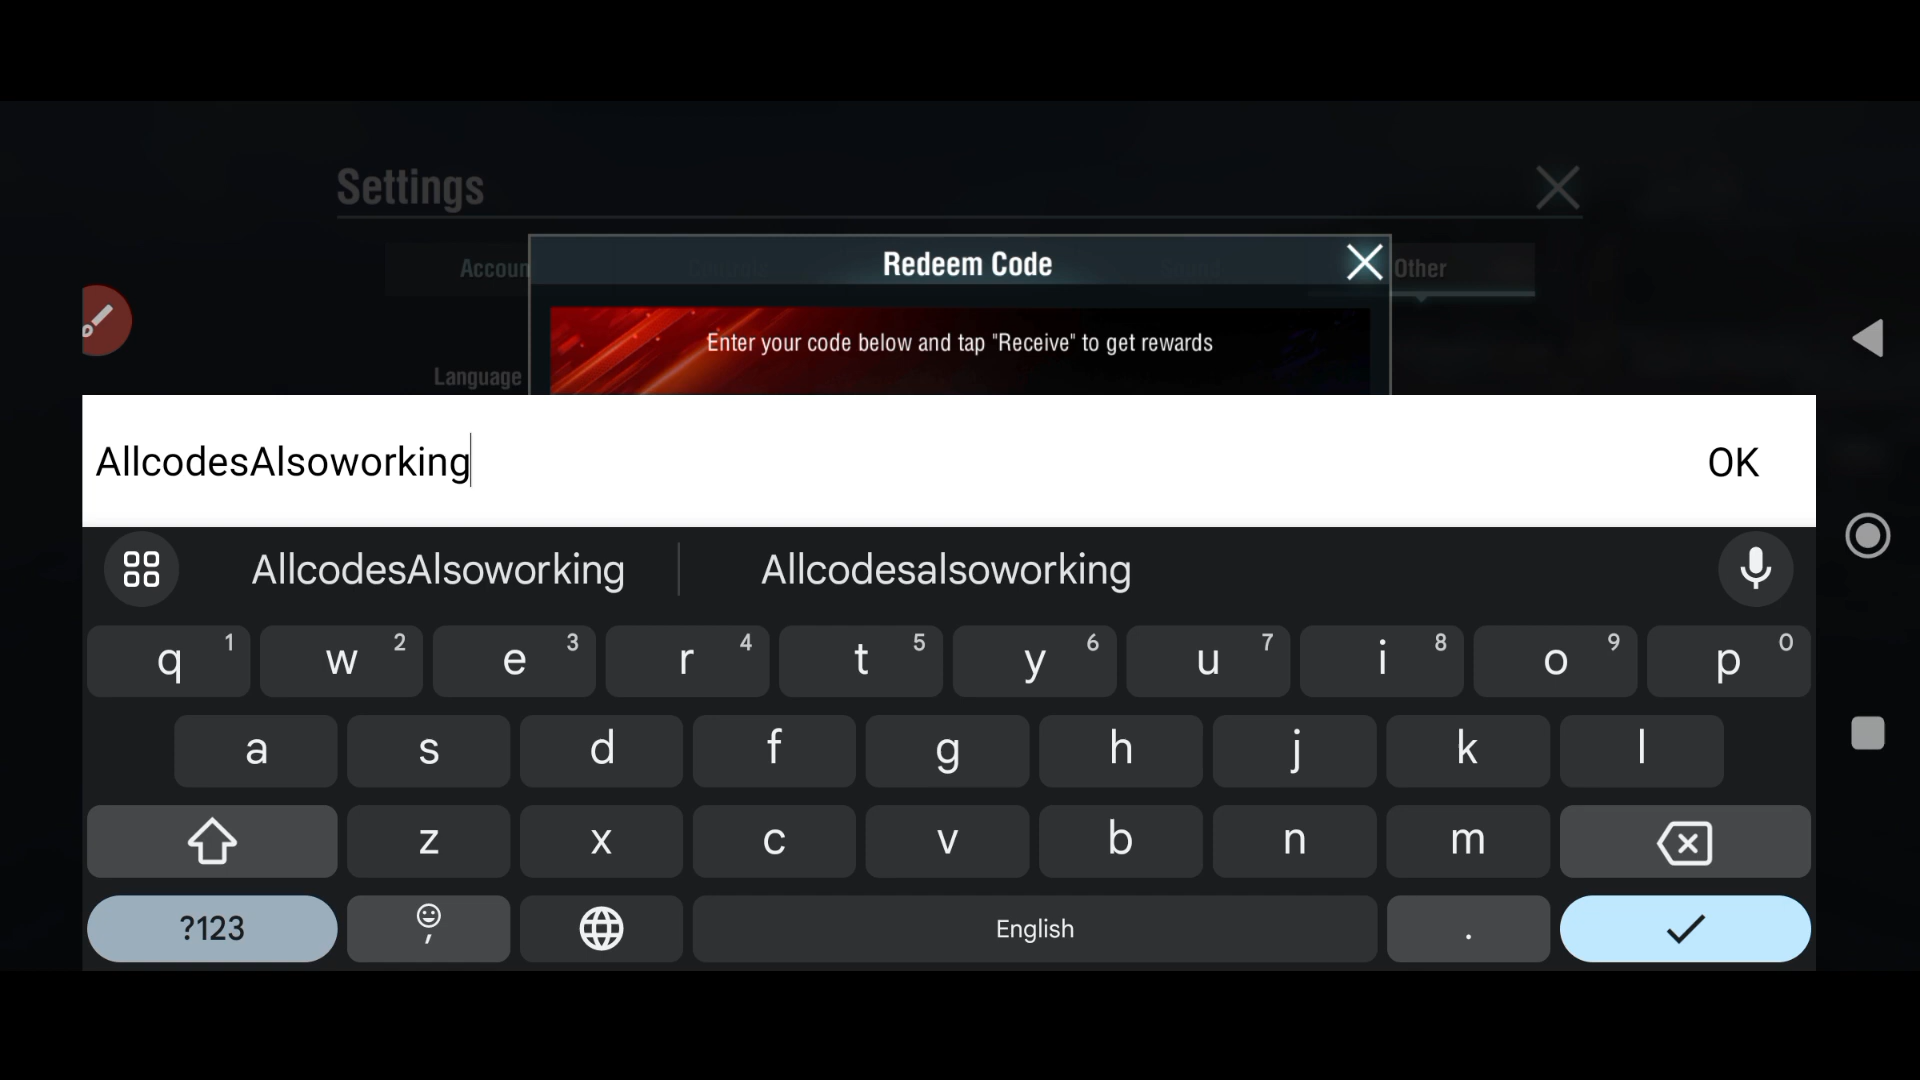 Settings
Redeem Code
Accoun
Other
Enter your code below and tap "Receive" to get rewards
Language
AllcodesAlsoworking
OK
AllcodesAlsoworking
Allcodesalsoworking
q 1 w 2 e 3 r 4 t 5 y 6 u 7 i 8 o 9 p 0
a s d f g h j k l
z x c v b n m
?123 , English .